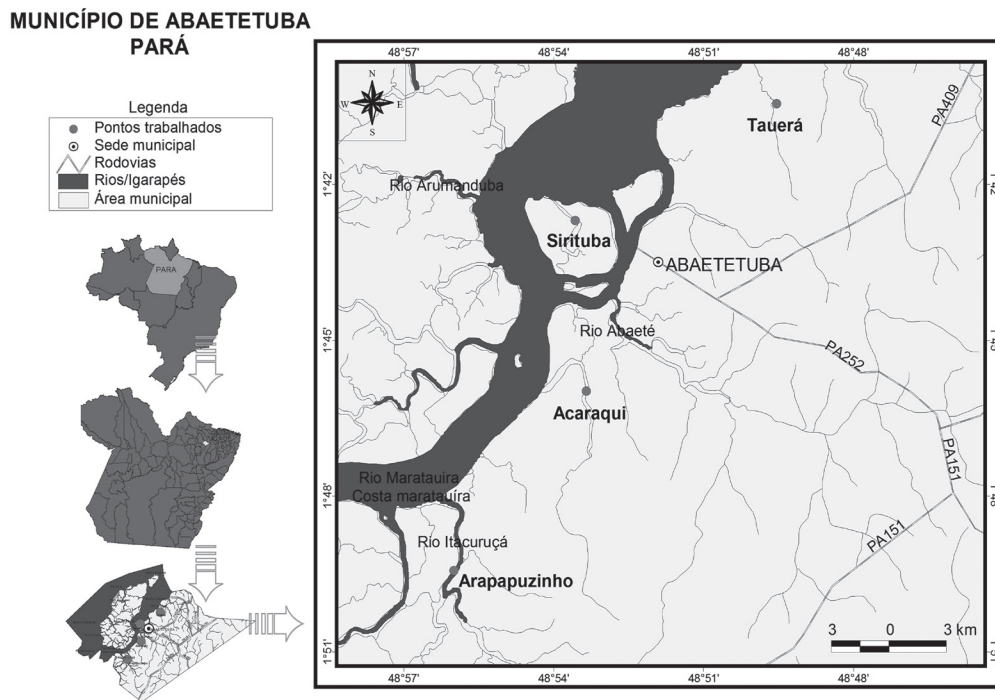 MUNICÍPIO DE ABAETETUBA
PARÁ
Legenda
Pontos trabalhados
Sede municipal
Rodovias
Rios/Igarapés
Área municipal
PARA
48°57'
48°54'
48°51'
48°48'
N
W
E
S
Tauerá
PA409
1°42'
1°42'
Rio Arumanduba
Sirituba
ABAETETUBA
Rio Abaeté
1°45'
PA252
Acaraqui
PA151
Rio Maratauira
Costa maratauíra
1°48'
Rio Itacuruçá
PA151
Arapapuzinho
1°51'
3 0 3 km
48°57'
48°54'
48°51'
48°48'